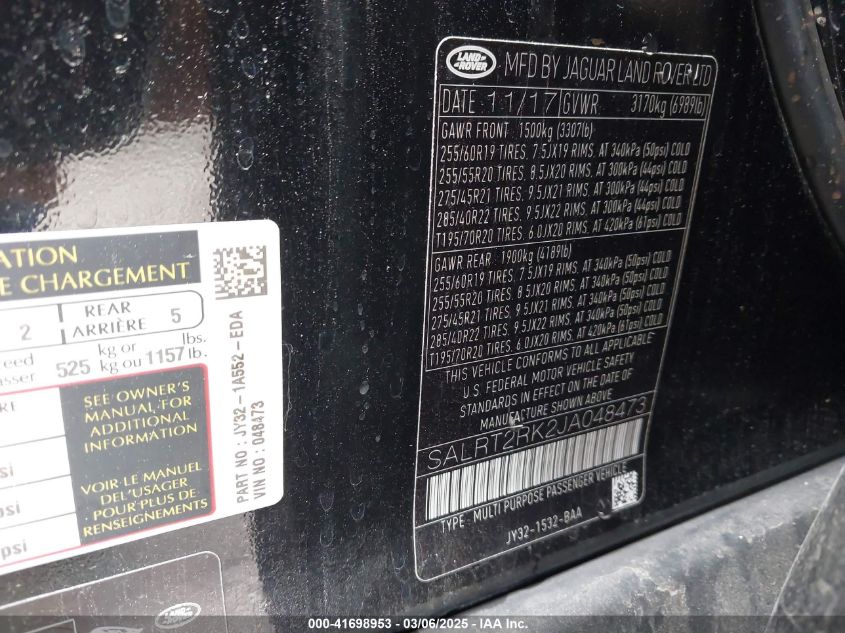 LAND ROVER
MFD BY JAGUAR LAND ROVER LTD
DATE: 11/17 GVWR 3170kg (6989lb)
GAWR FRONT: 1500kg (3307lb)
255/60R19 TIRES, 7.5JX19 RIMS, AT 340kPa (50psi) COLD
255/55R20 TIRES, 8.5JX20 RIMS, AT 300kPa (44psi) COLD
275/45R21 TIRES, 9.5JX21 RIMS, AT 300kPa (44psi) COLD
285/40R22 TIRES, 9.5JX22 RIMS, AT 300kPa (44psi) COLD
T195/70R20 TIRES, 6.0JX20 RIMS, AT 420kPa (61psi) COLD
GAWR REAR: 1900kg (4189lb)
255/60R19 TIRES, 7.5JX19 RIMS, AT 340kPa (50psi) COLD
255/55R20 TIRES, 8.5JX20 RIMS, AT 340kPa (50psi) COLD
275/45R21 TIRES, 9.5JX21 RIMS, AT 340kPa (50psi) COLD
285/40R22 TIRES, 9.5JX22 RIMS, AT 340kPa (50psi) COLD
T195/70R20 TIRES, 6.0JX20 RIMS, AT 420kPa (61psi) COLD
THIS VEHICLE CONFORMS TO ALL APPLICABLE
U.S. FEDERAL MOTOR VEHICLE SAFETY
STANDARDS IN EFFECT ON THE DATE OF
MANUFACTURE SHOWN ABOVE
SALRT2RK2JA048473
TYPE: MULTI PURPOSE PASSENGER VEHICLE
JY32-1532-BAA
ATION
E CHARGEMENT
2 REAR
ARRIÈRE 5
525 kg or
kg ou 1157 lbs.
lb.
SEE OWNER'S
MANUAL FOR
ADDITIONAL
INFORMATION
VOIR LE MANUEL
DEL'USAGER
POUR PLUS DE
RENSEIGNEMENTS
psi
psi
PART NO: JY32-1A552-EDA
VIN NO: 048473
LAND ROVER
000-41698953 - 03/06/2025 - IAA Inc.